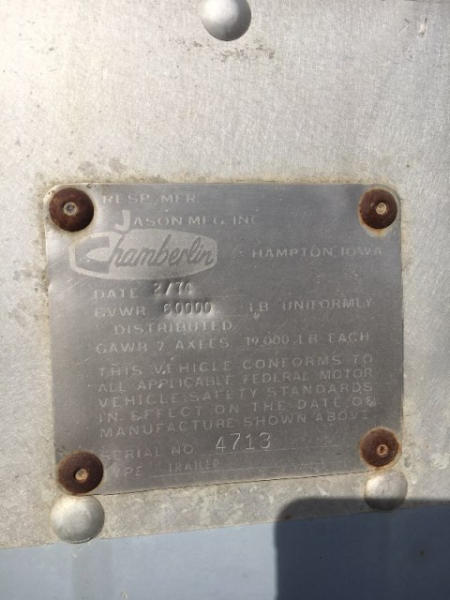 RESP. MFR.
JASON MFG. INC
Chamberlin
HAMPTON, IOWA
DATE 2/76
GVWR 60000 LB UNIFORMLY
DISTRIBUTED
GAWR 2 AXLES 19,000 LB EACH
THIS VEHICLE CONFORMS TO
ALL APPLICABLE FEDERAL MOTOR
VEHICLE SAFETY STANDARDS
IN EFFECT ON THE DATE OF
MANUFACTURE SHOWN ABOVE
SERIAL NO. 4713
TYPE TRAILER